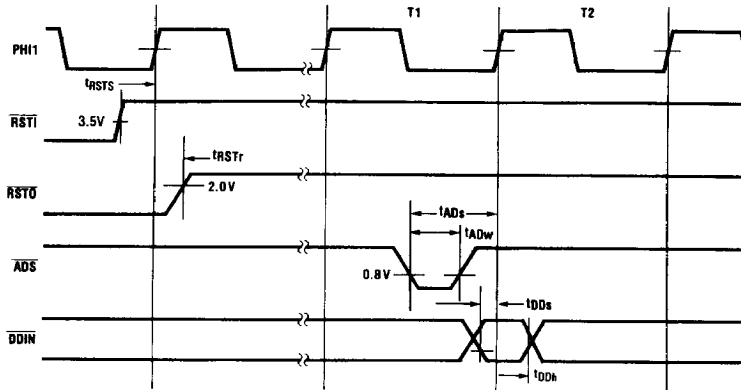 T1 T2
PHI1
tRSTS
RSTI
3.5V
tRSTr
RSTO
2.0V
tADs
tADw
ADS
0.8V
tDDs
DDIN
tDDh